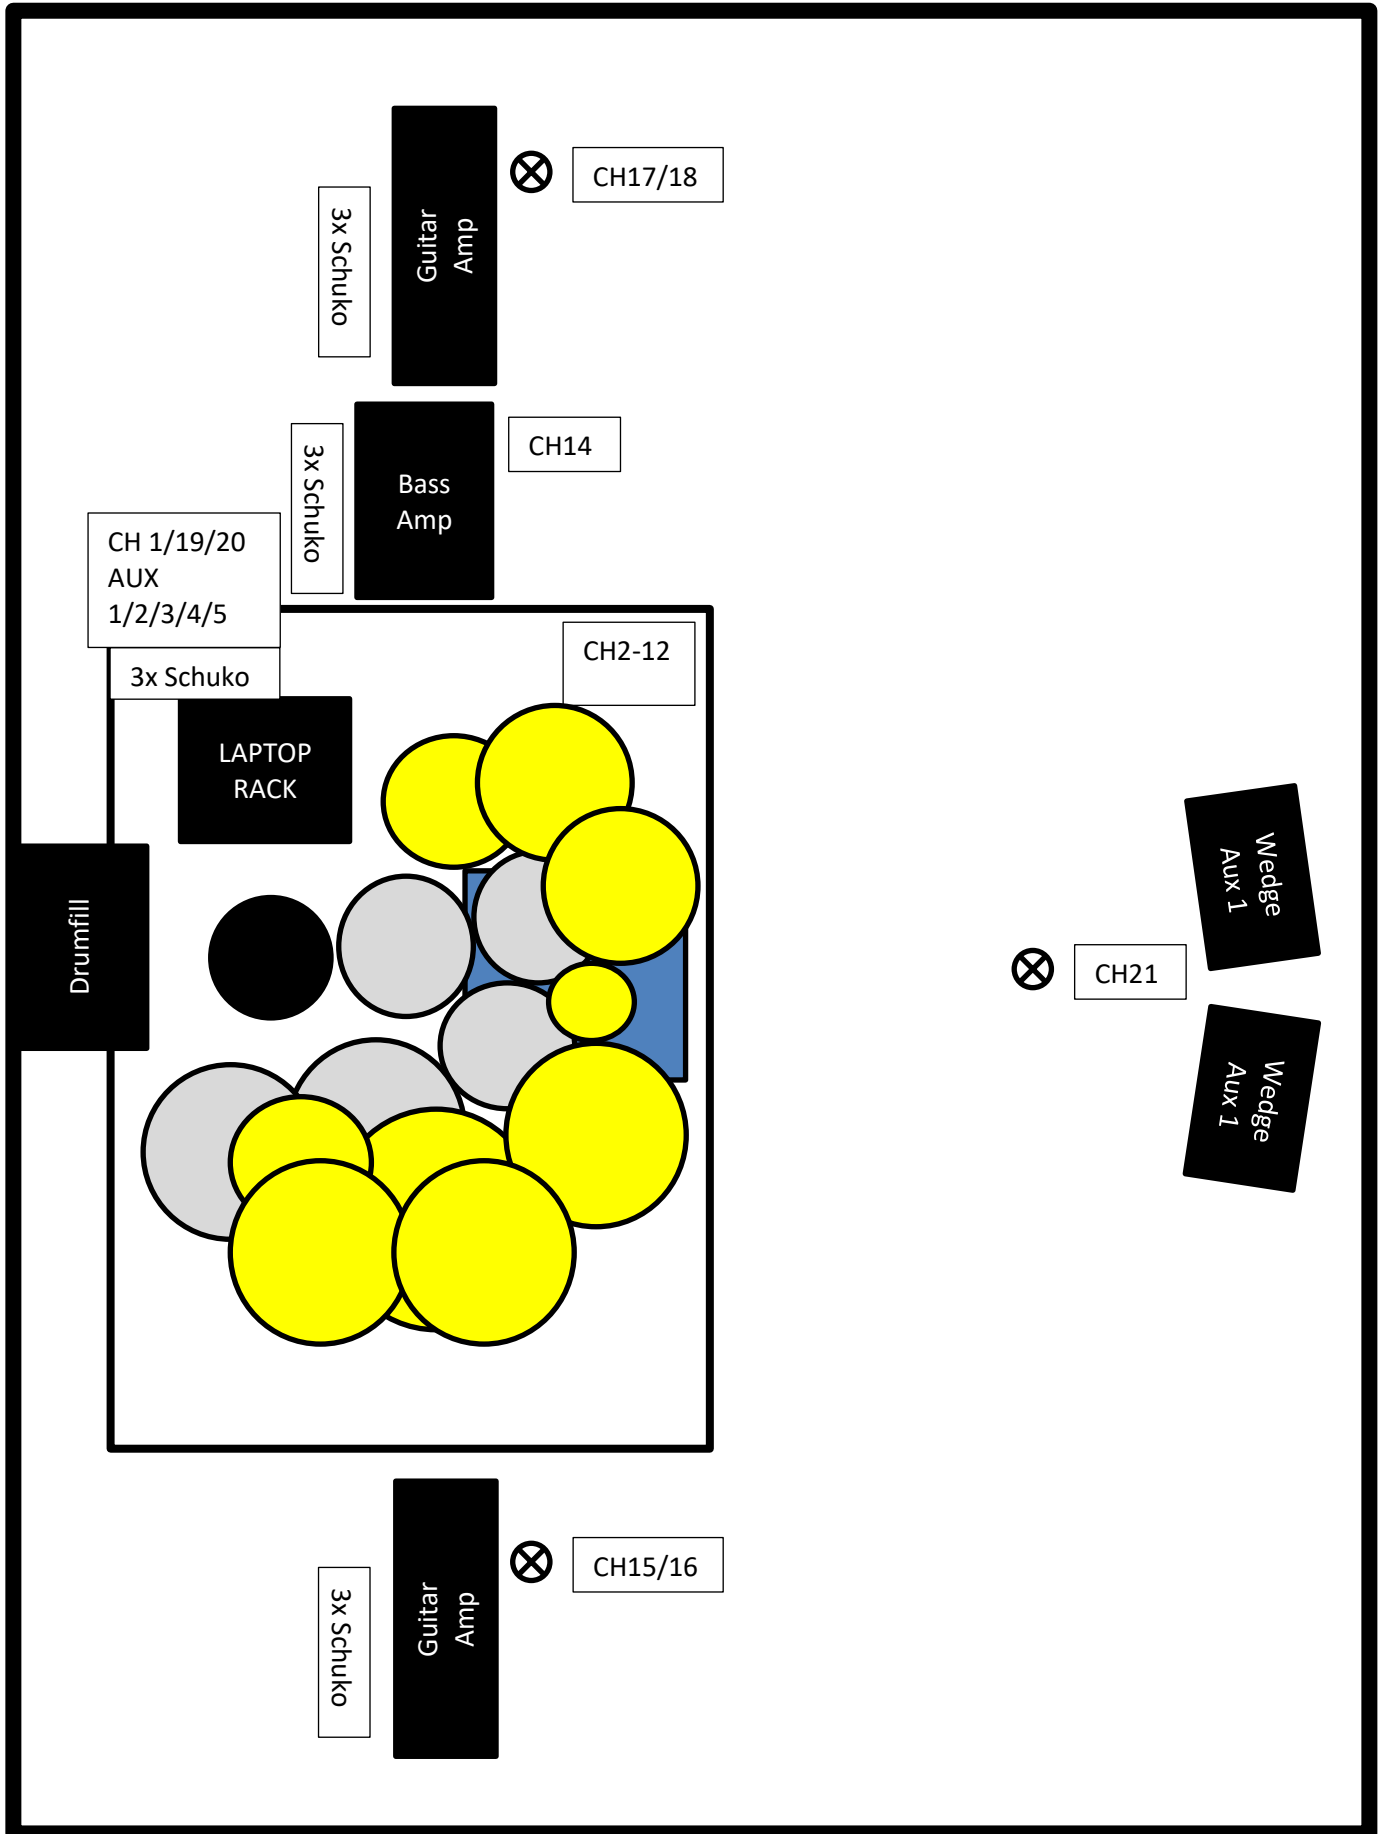 CH17/18
3x Schuko
Guitar
Amp
CH14
3x Schuko
Bass
Amp
CH 1/19/20
AUX
1/2/3/4/5
3x Schuko
CH2-12
LAPTOP
RACK
Drumfill
Wedge
Aux 1
CH21
Wedge
Aux 1
CH15/16
3x Schuko
Guitar
Amp